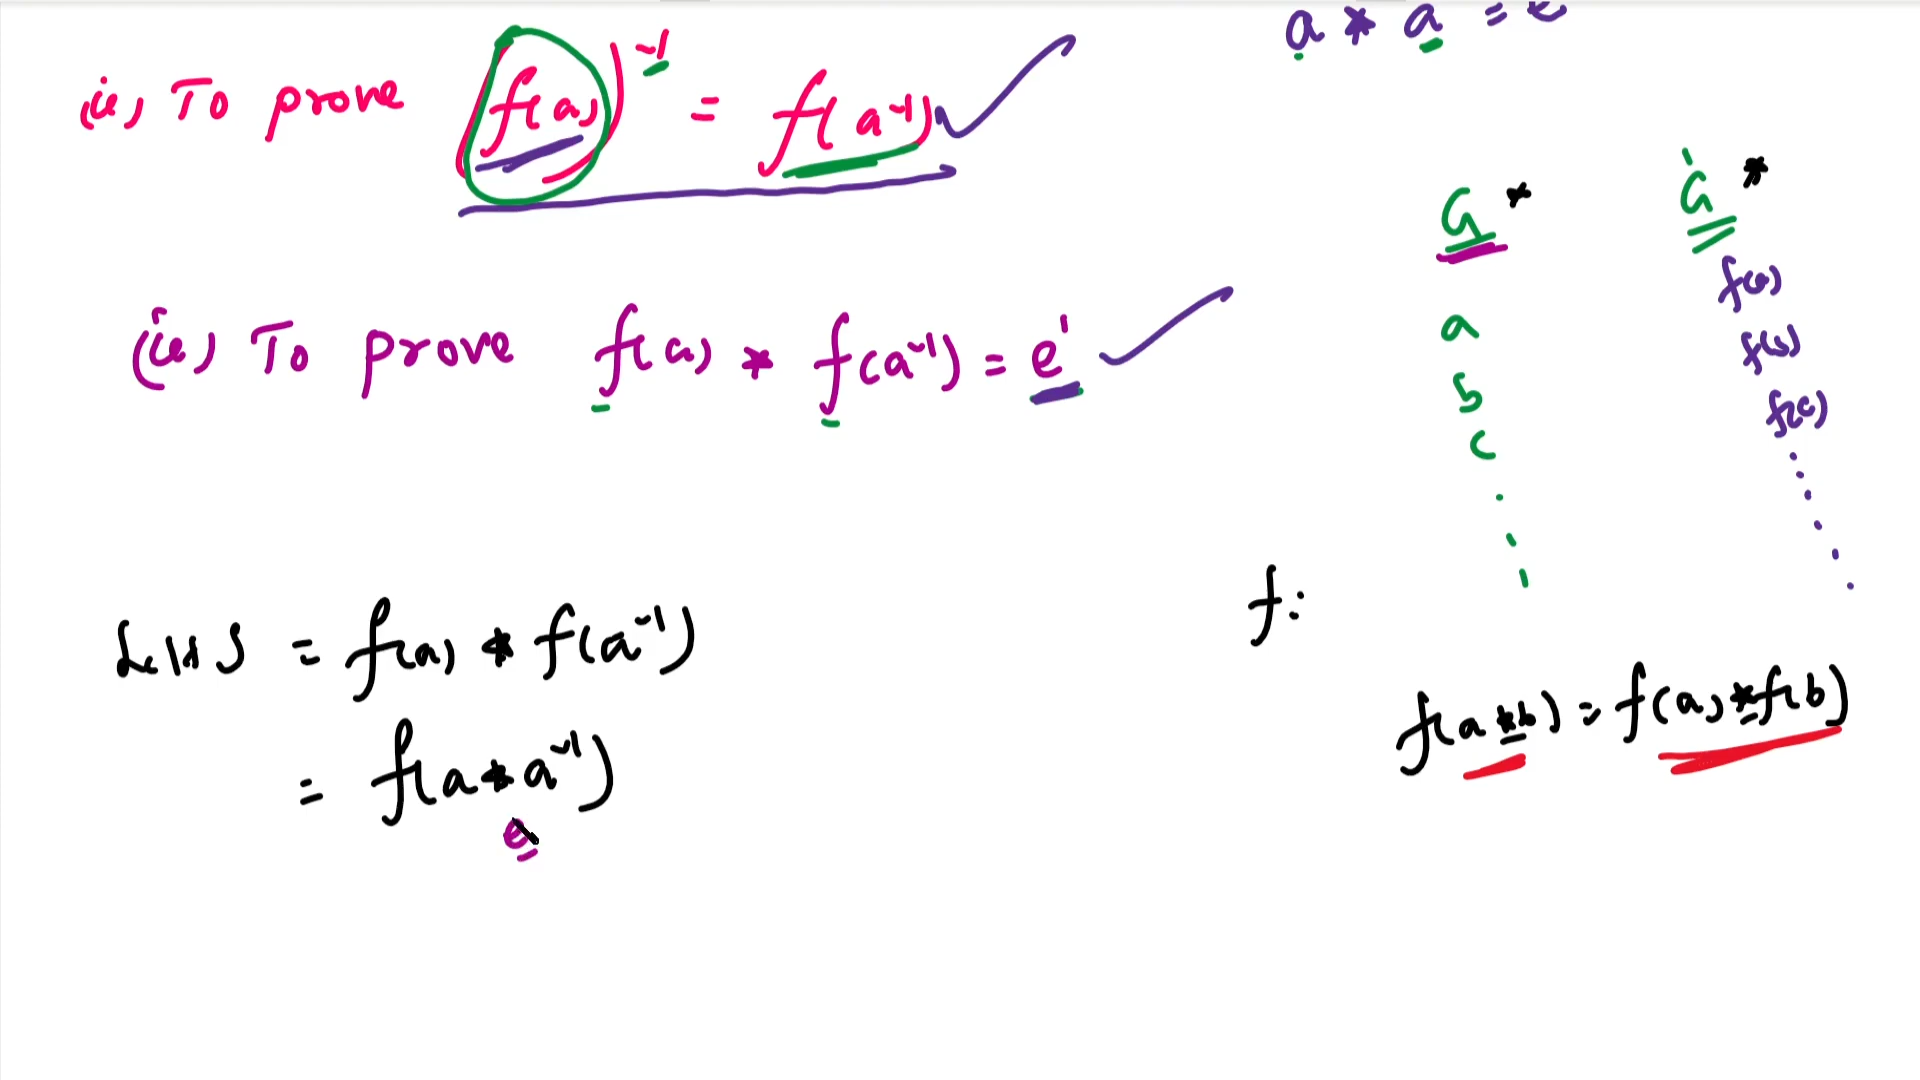 a * a = e
(ie) To prove (f(a))⁻¹ = f(a⁻¹)
(ie) To prove f(a) * f(a⁻¹) = e'
G *
a
b
c
G' *
f(a)
f(b)
f(c)
LHS = f(a) * f(a⁻¹)
= f(a * a⁻¹)
e
f:
f(a * b) = f(a) * f(b)